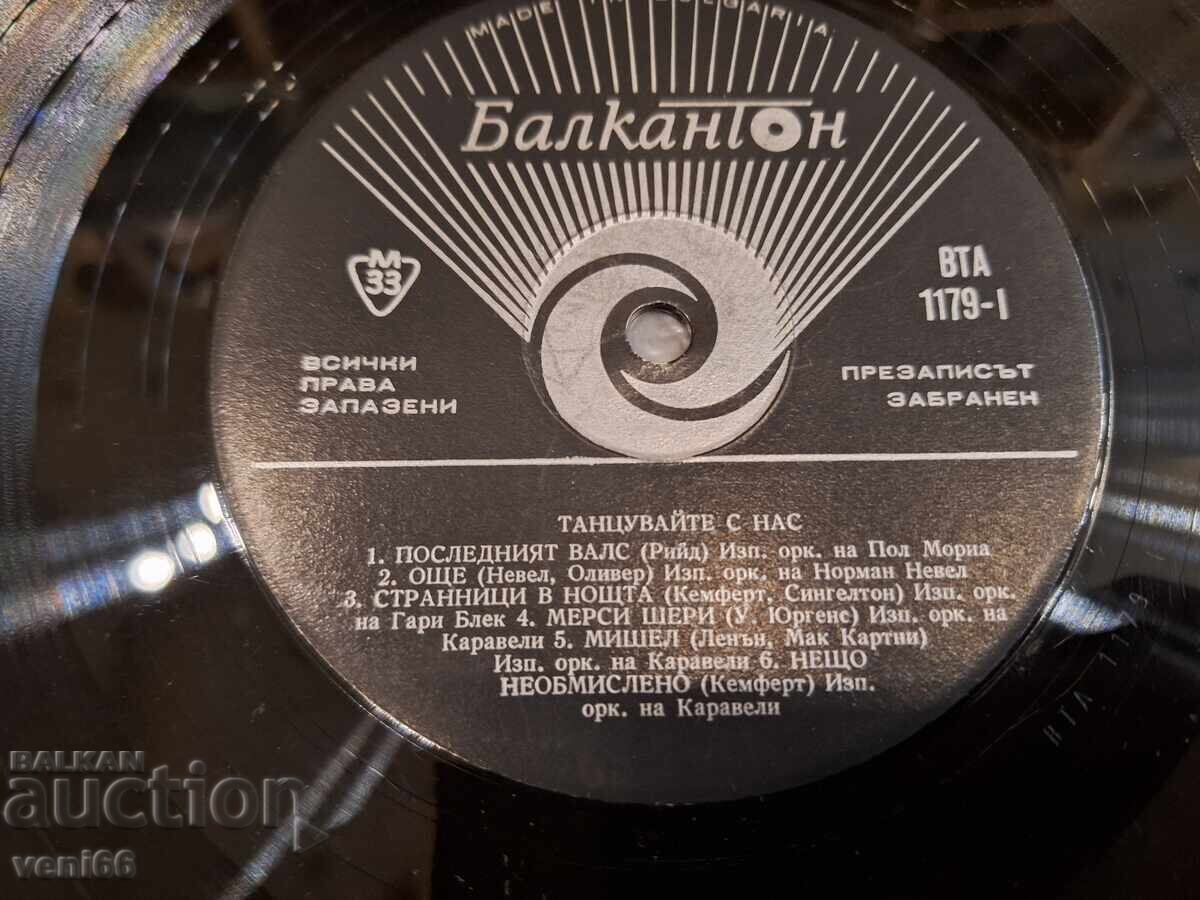 MADE IN BULGARIA
БалканТон
М
33
ВТА
1179-I
ВСИЧКИ
ПРАВА
ЗАПАЗЕНИ
ПРЕЗАПИСЪТ
ЗАБРАНЕН
ТАНЦУВАЙТЕ С НАС
1. ПОСЛЕДНИЯТ ВАЛС (Рийд) Изп. орк. на Пол Мориа
2. ОЩЕ (Невел, Оливер) Изп. орк. на Норман Невел
3. СТРАННИЦИ В НОЩТА (Кемферт, Сингелтон) Изп. орк.
на Гари Блек 4. МЕРСИ ШЕРИ (У. Юргенс) Изп. орк. на
Каравели 5. МИШЕЛ (Ленън, Мак Картни)
Изп. орк. на Каравели 6. НЕЩО
НЕОБМИСЛЕНО (Кемферт) Изп.
орк. на Каравели
ВТА 1179
BALKAN
auction
veni66